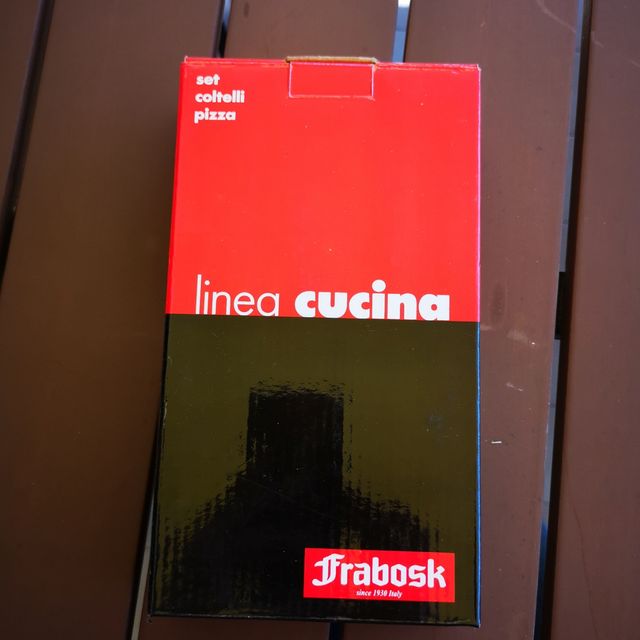 set
coltelli
pizza
linea cucina
Frabosk
since 1930 Italy